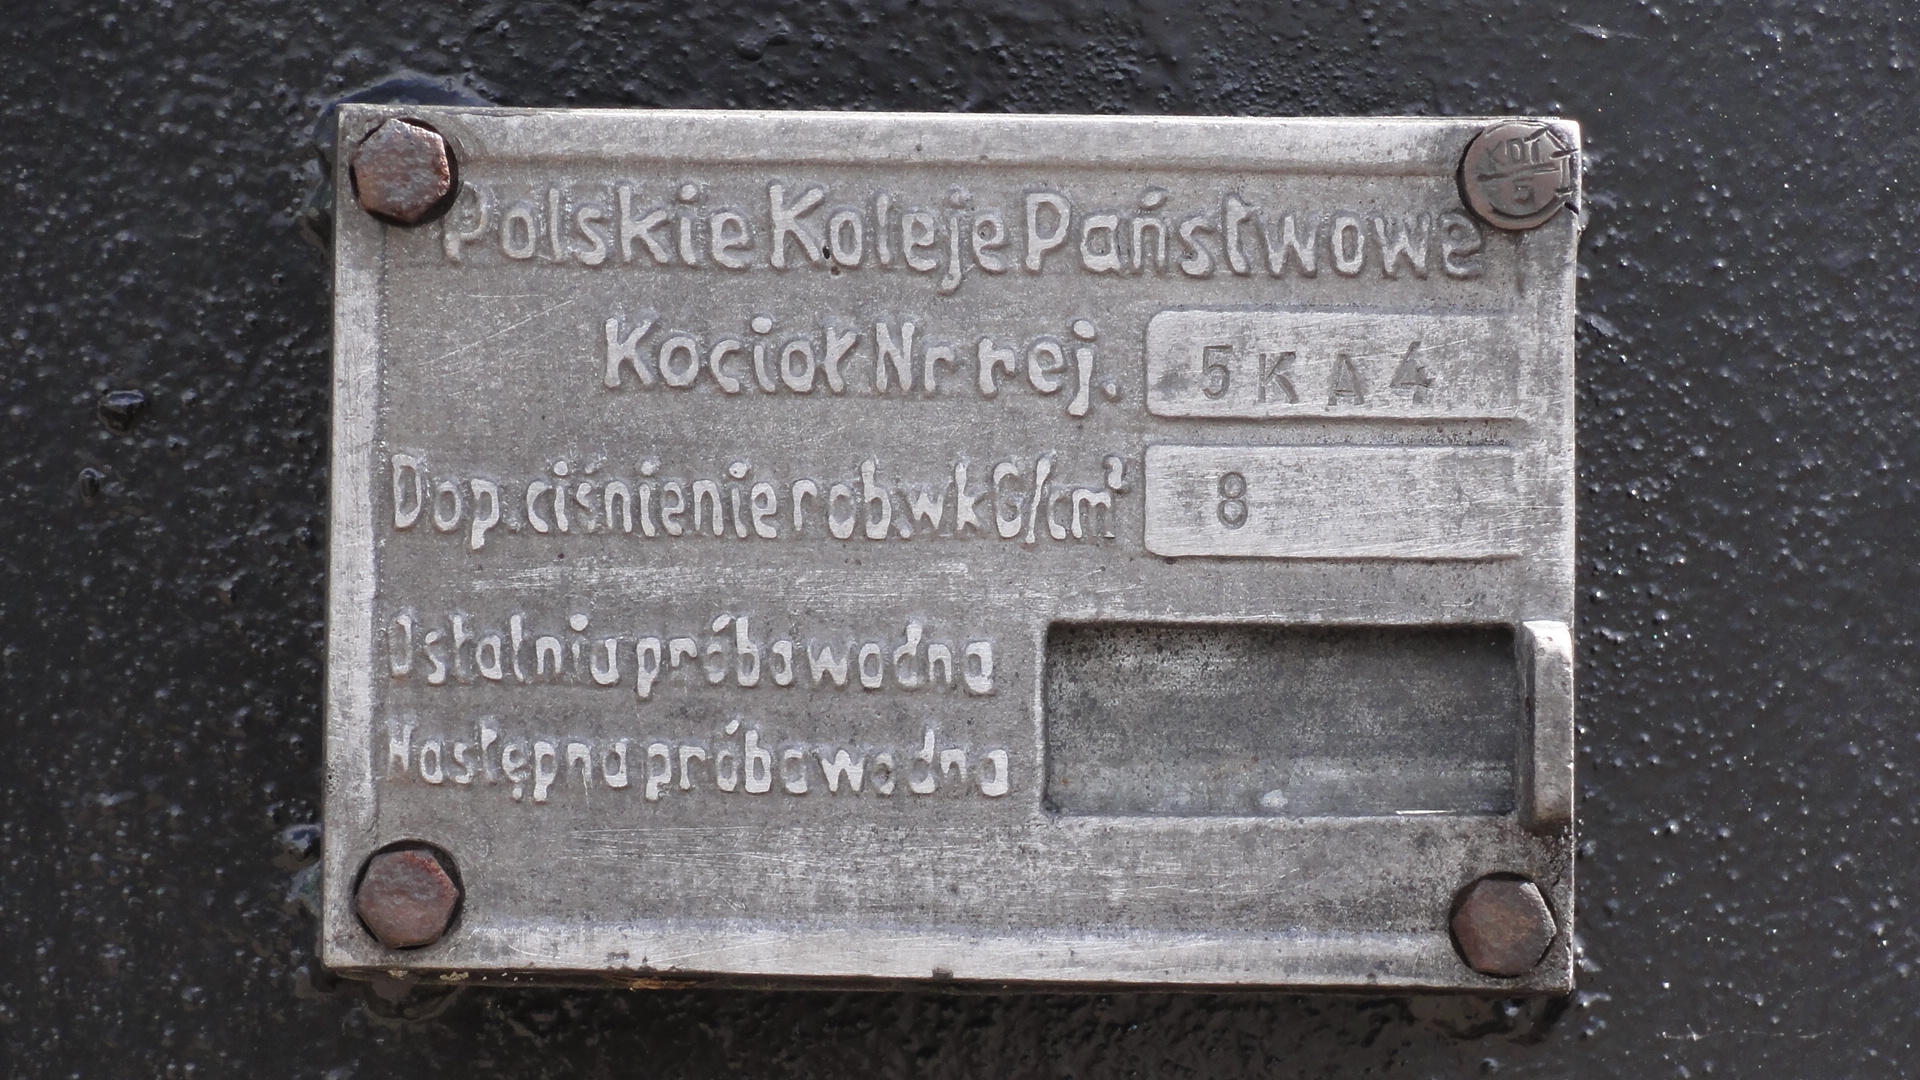 Polskie Koleje Państwowe
Kocioł Nr rej. 5KA4
Dop. ciśnienie rob. w kG/cm² 8
Ostatnia próba wodna
Następna próba wodna